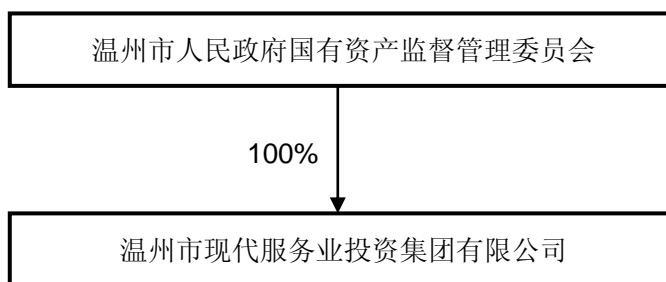 温州市人民政府国有资产监督管理委员会
100%
温州市现代服务业投资集团有限公司